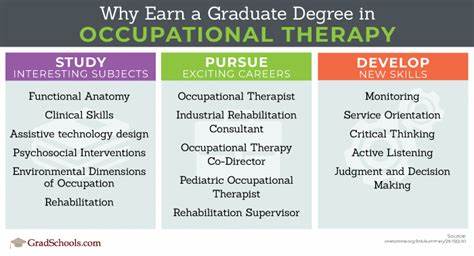 Why Earn a Graduate Degree in
OCCUPATIONAL THERAPY
STUDY
INTERESTING SUBJECTS
Functional Anatomy
Clinical Skills
Assistive technology design
Psychosocial Interventions
Environmental Dimensions
of Occupation
Rehabilitation
PURSUE
EXCITING CAREERS
Occupational Therapist
Industrial Rehabilitation
Consultant
Occupational Therapy
Co-Director
Pediatric Occupational
Therapist
Rehabilitation Supervisor
DEVELOP
NEW SKILLS
Monitoring
Service Orientation
Critical Thinking
Active Listening
Judgment and Decision
Making
GradSchools.com
Source: